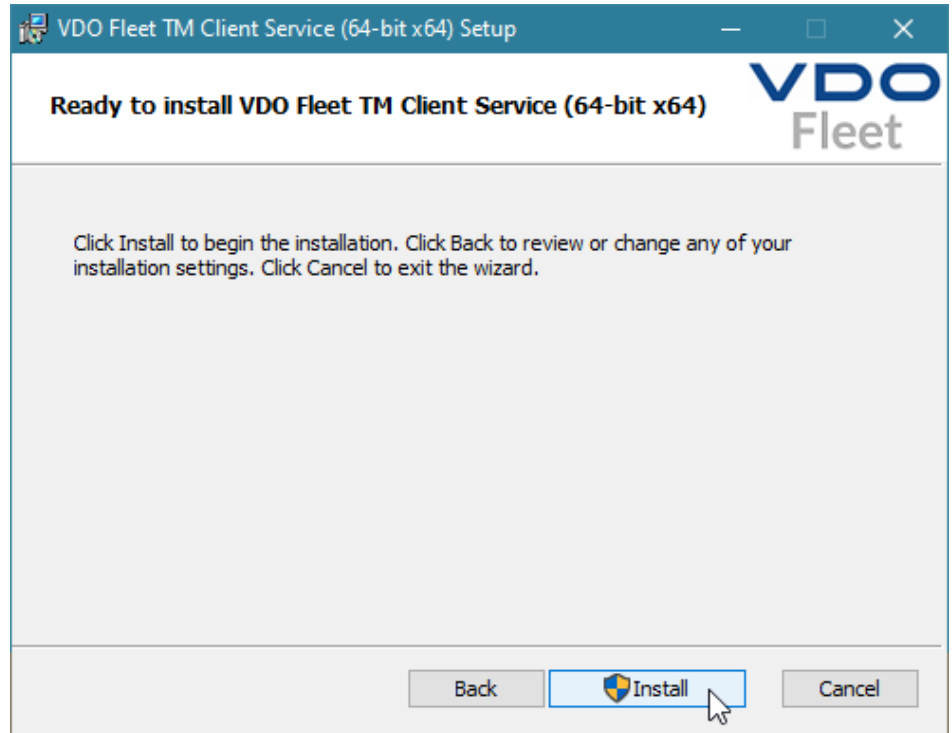 VDO Fleet TM Client Service (64-bit x64) Setup
Ready to install VDO Fleet TM Client Service (64-bit x64)
VDO
Fleet
Click Install to begin the installation. Click Back to review or change any of your
installation settings. Click Cancel to exit the wizard.
Back
Install
Cancel